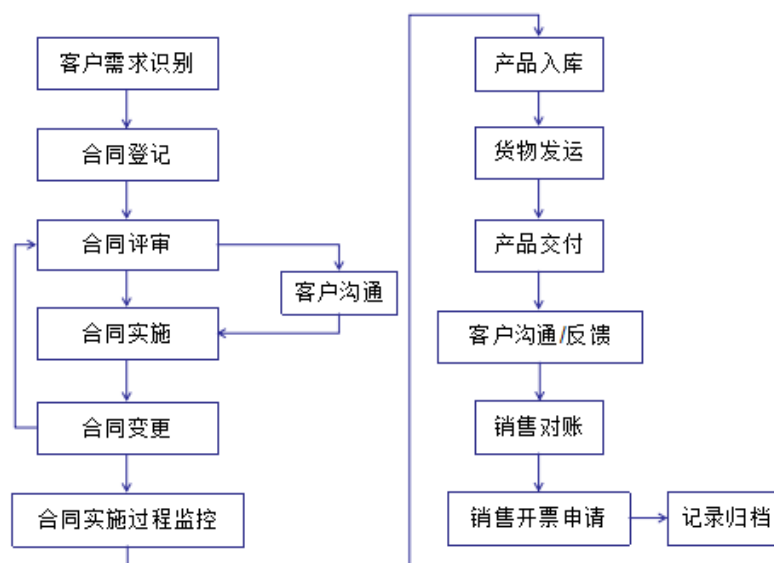 客户需求识别
合同登记
合同评审
客户沟通
合同实施
合同变更
合同实施过程监控
产品入库
货物发运
产品交付
客户沟通/反馈
销售对账
销售开票申请
记录归档